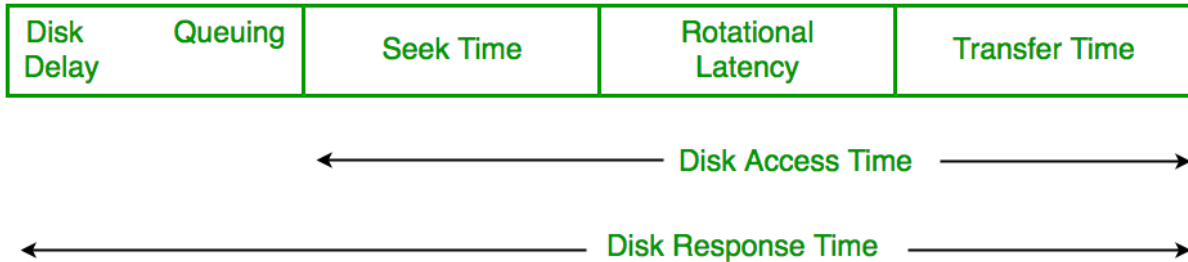 Disk Queuing
Delay
Seek Time
Rotational
Latency
Transfer Time
Disk Access Time
Disk Response Time